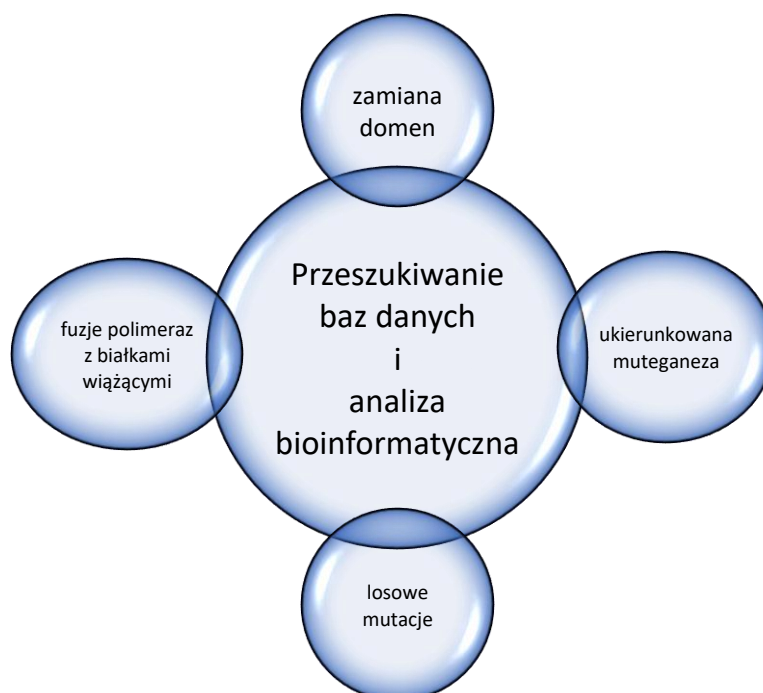 zamiana
domen
Przeszukiwanie
baz danych
i
analiza
bioinformatyczna
fuzje polimeraz
z białkami
wiążącymi
ukierunkowana
muteganeza
losowe
mutacje